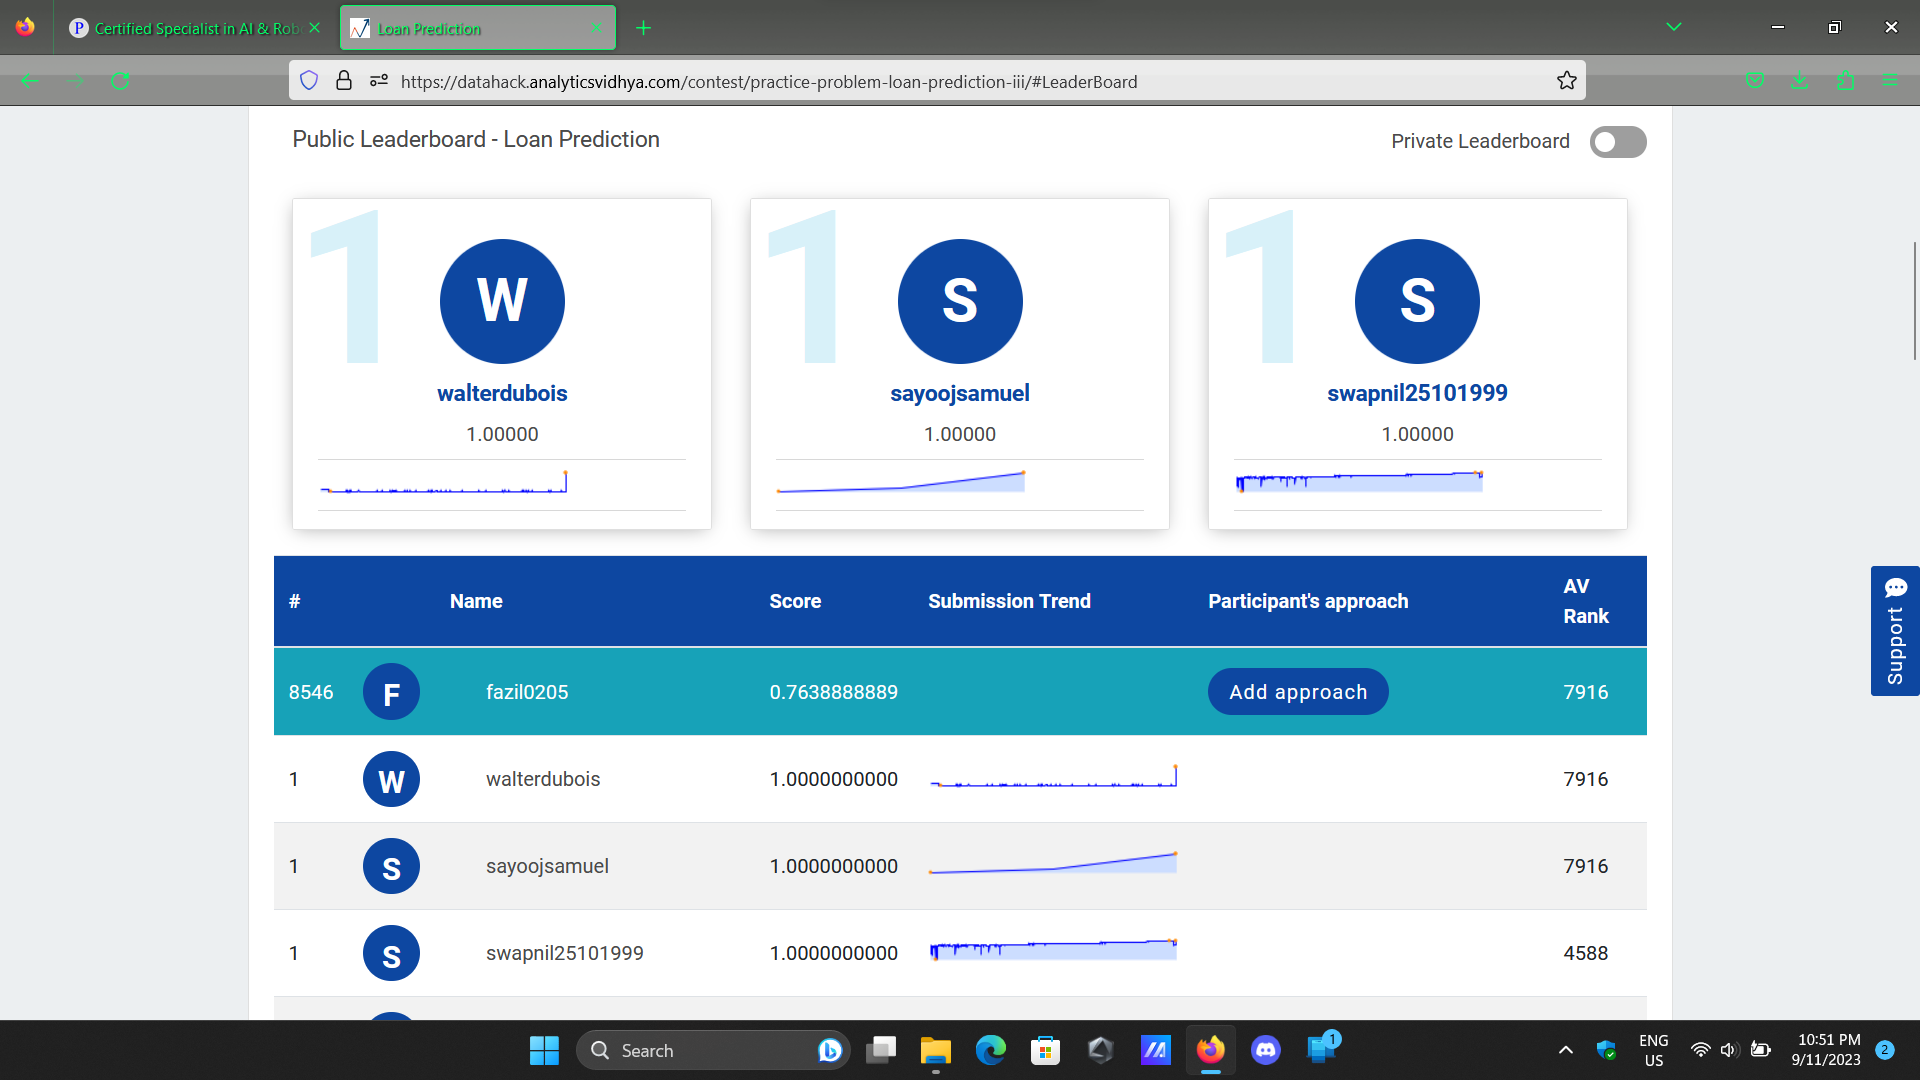 Certified Specialist in AI & Rob
Loan Prediction
https://datahack.analyticsvidhya.com/contest/practice-problem-loan-prediction-iii/#LeaderBoard
Public Leaderboard - Loan Prediction
Private Leaderboard
1
W
walterdubois
1.00000
1
S
sayoojsamuel
1.00000
1
S
swapnil25101999
1.00000
# Name Score Submission Trend Participant's approach AV Rank
8546 F fazil0205 0.7638888889 Add approach 7916
1 W walterdubois 1.0000000000 7916
1 S sayoojsamuel 1.0000000000 7916
1 S swapnil25101999 1.0000000000 4588
Support
Search
1
ENG
US
10:51 PM
9/11/2023
2